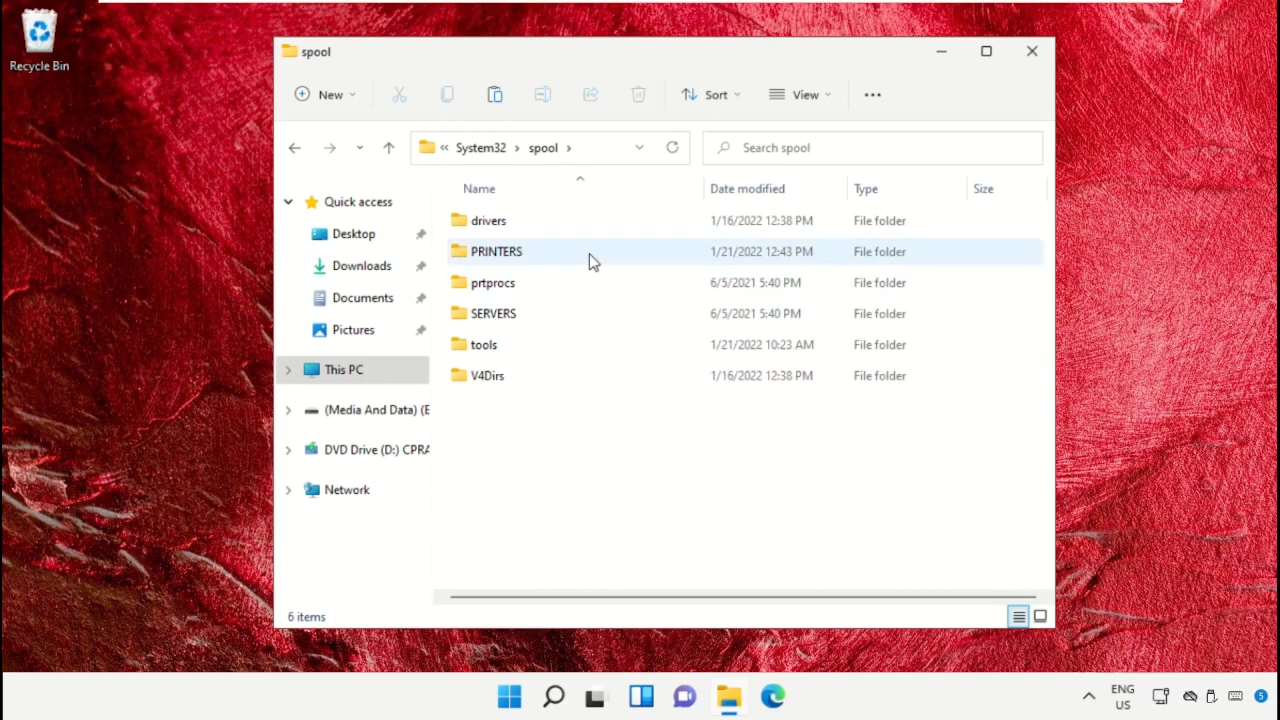 Recycle Bin
spool
New
Sort
View
System32
spool
Search spool
Name
Date modified
Type
Size
Quick access
Desktop
Downloads
Documents
Pictures
This PC
(Media And Data) (E
DVD Drive (D:) CPRA
Network
drivers 1/16/2022 12:38 PM File folder
PRINTERS 1/21/2022 12:43 PM File folder
prtprocs 6/5/2021 5:40 PM File folder
SERVERS 6/5/2021 5:40 PM File folder
tools 1/21/2022 10:23 AM File folder
V4Dirs 1/16/2022 12:38 PM File folder
6 items
ENG
US
5